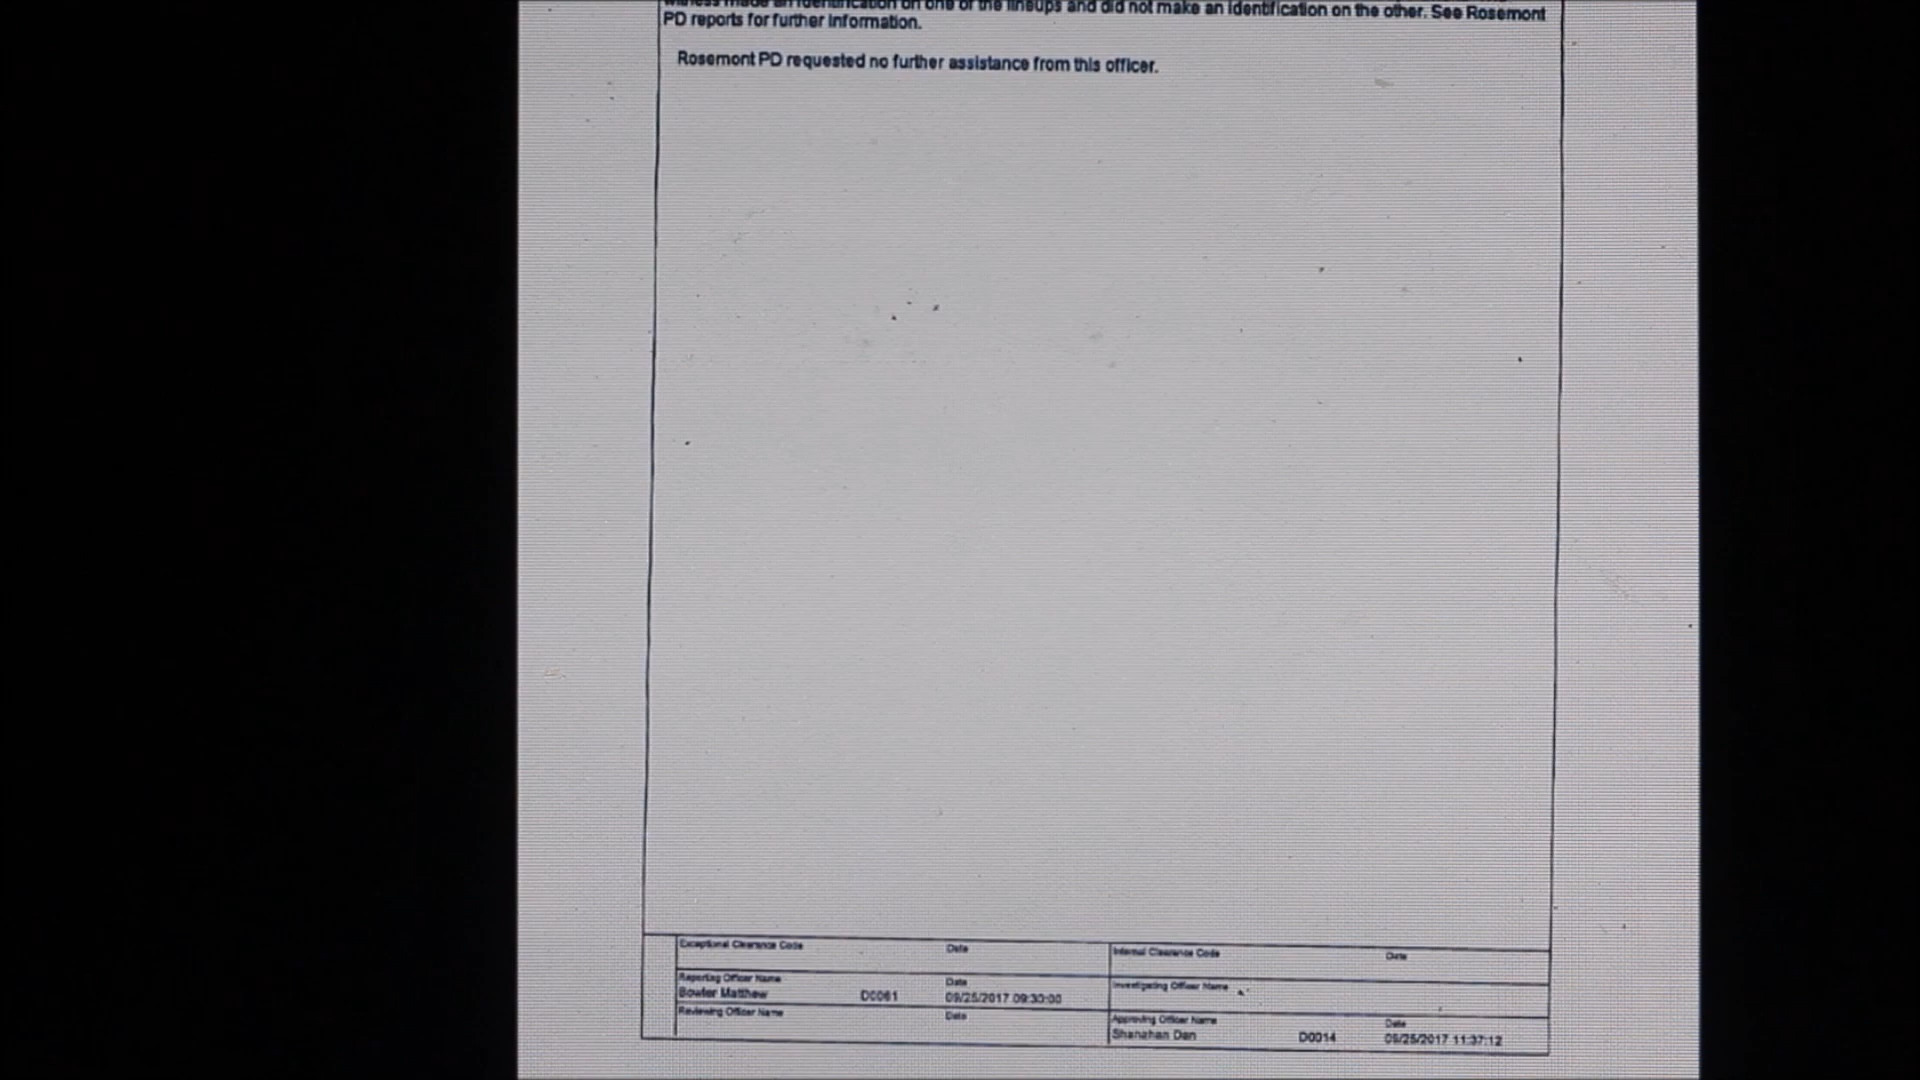 witness made an identification on one of the lineups and did not make an identification on the other. See Rosemont
PD reports for further information.
Rosemont PD requested no further assistance from this officer.
Exceptional Clearance Code Date Internal Clearance Code Date
Reporting Officer Name Date Investigating Officer Name
Bowler Matthew D0061 09/25/2017 09:30:00
Reviewing Officer Name Date Approving Officer Name Date
Shanahan Dan D0014 09/25/2017 11:37:12